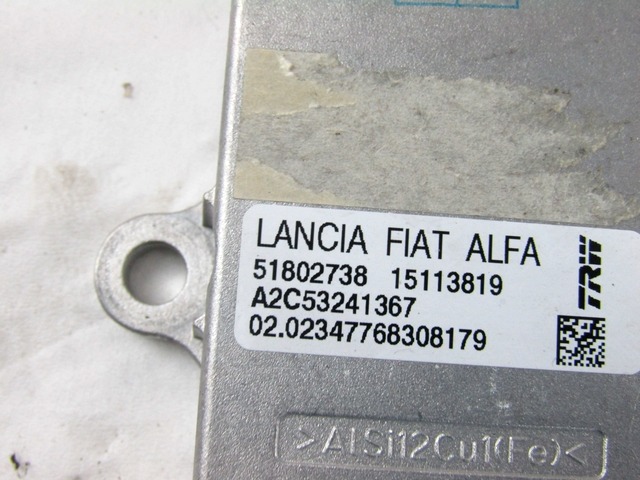 LANCIA FIAT ALFA
51802738 15113819
A2C53241367
02.02347768308179
TRW
>AlSi12Cu1(Fe)<